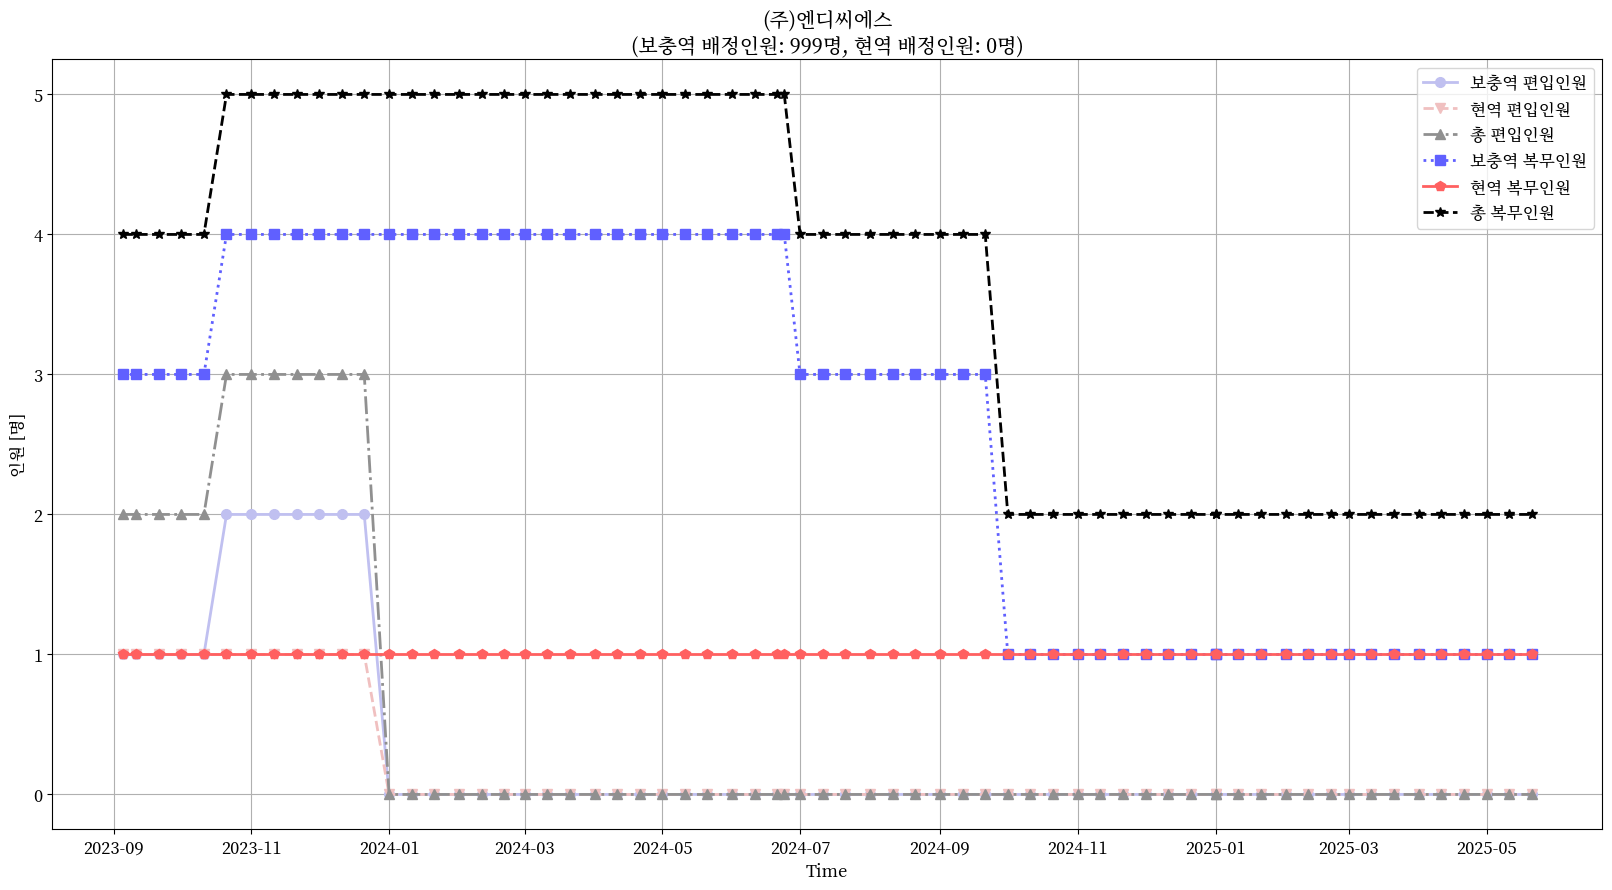 (주)엔디씨에스
(보충역 배정인원: 999명, 현역 배정인원: 0명)
보충역 편입인원
현역 편입인원
총 편입인원
보충역 복무인원
현역 복무인원
총 복무인원
인원 [명]
5
4
3
2
1
0
2023-09 2023-11 2024-01 2024-03 2024-05 2024-07 2024-09 2024-11 2025-01 2025-03 2025-05
Time